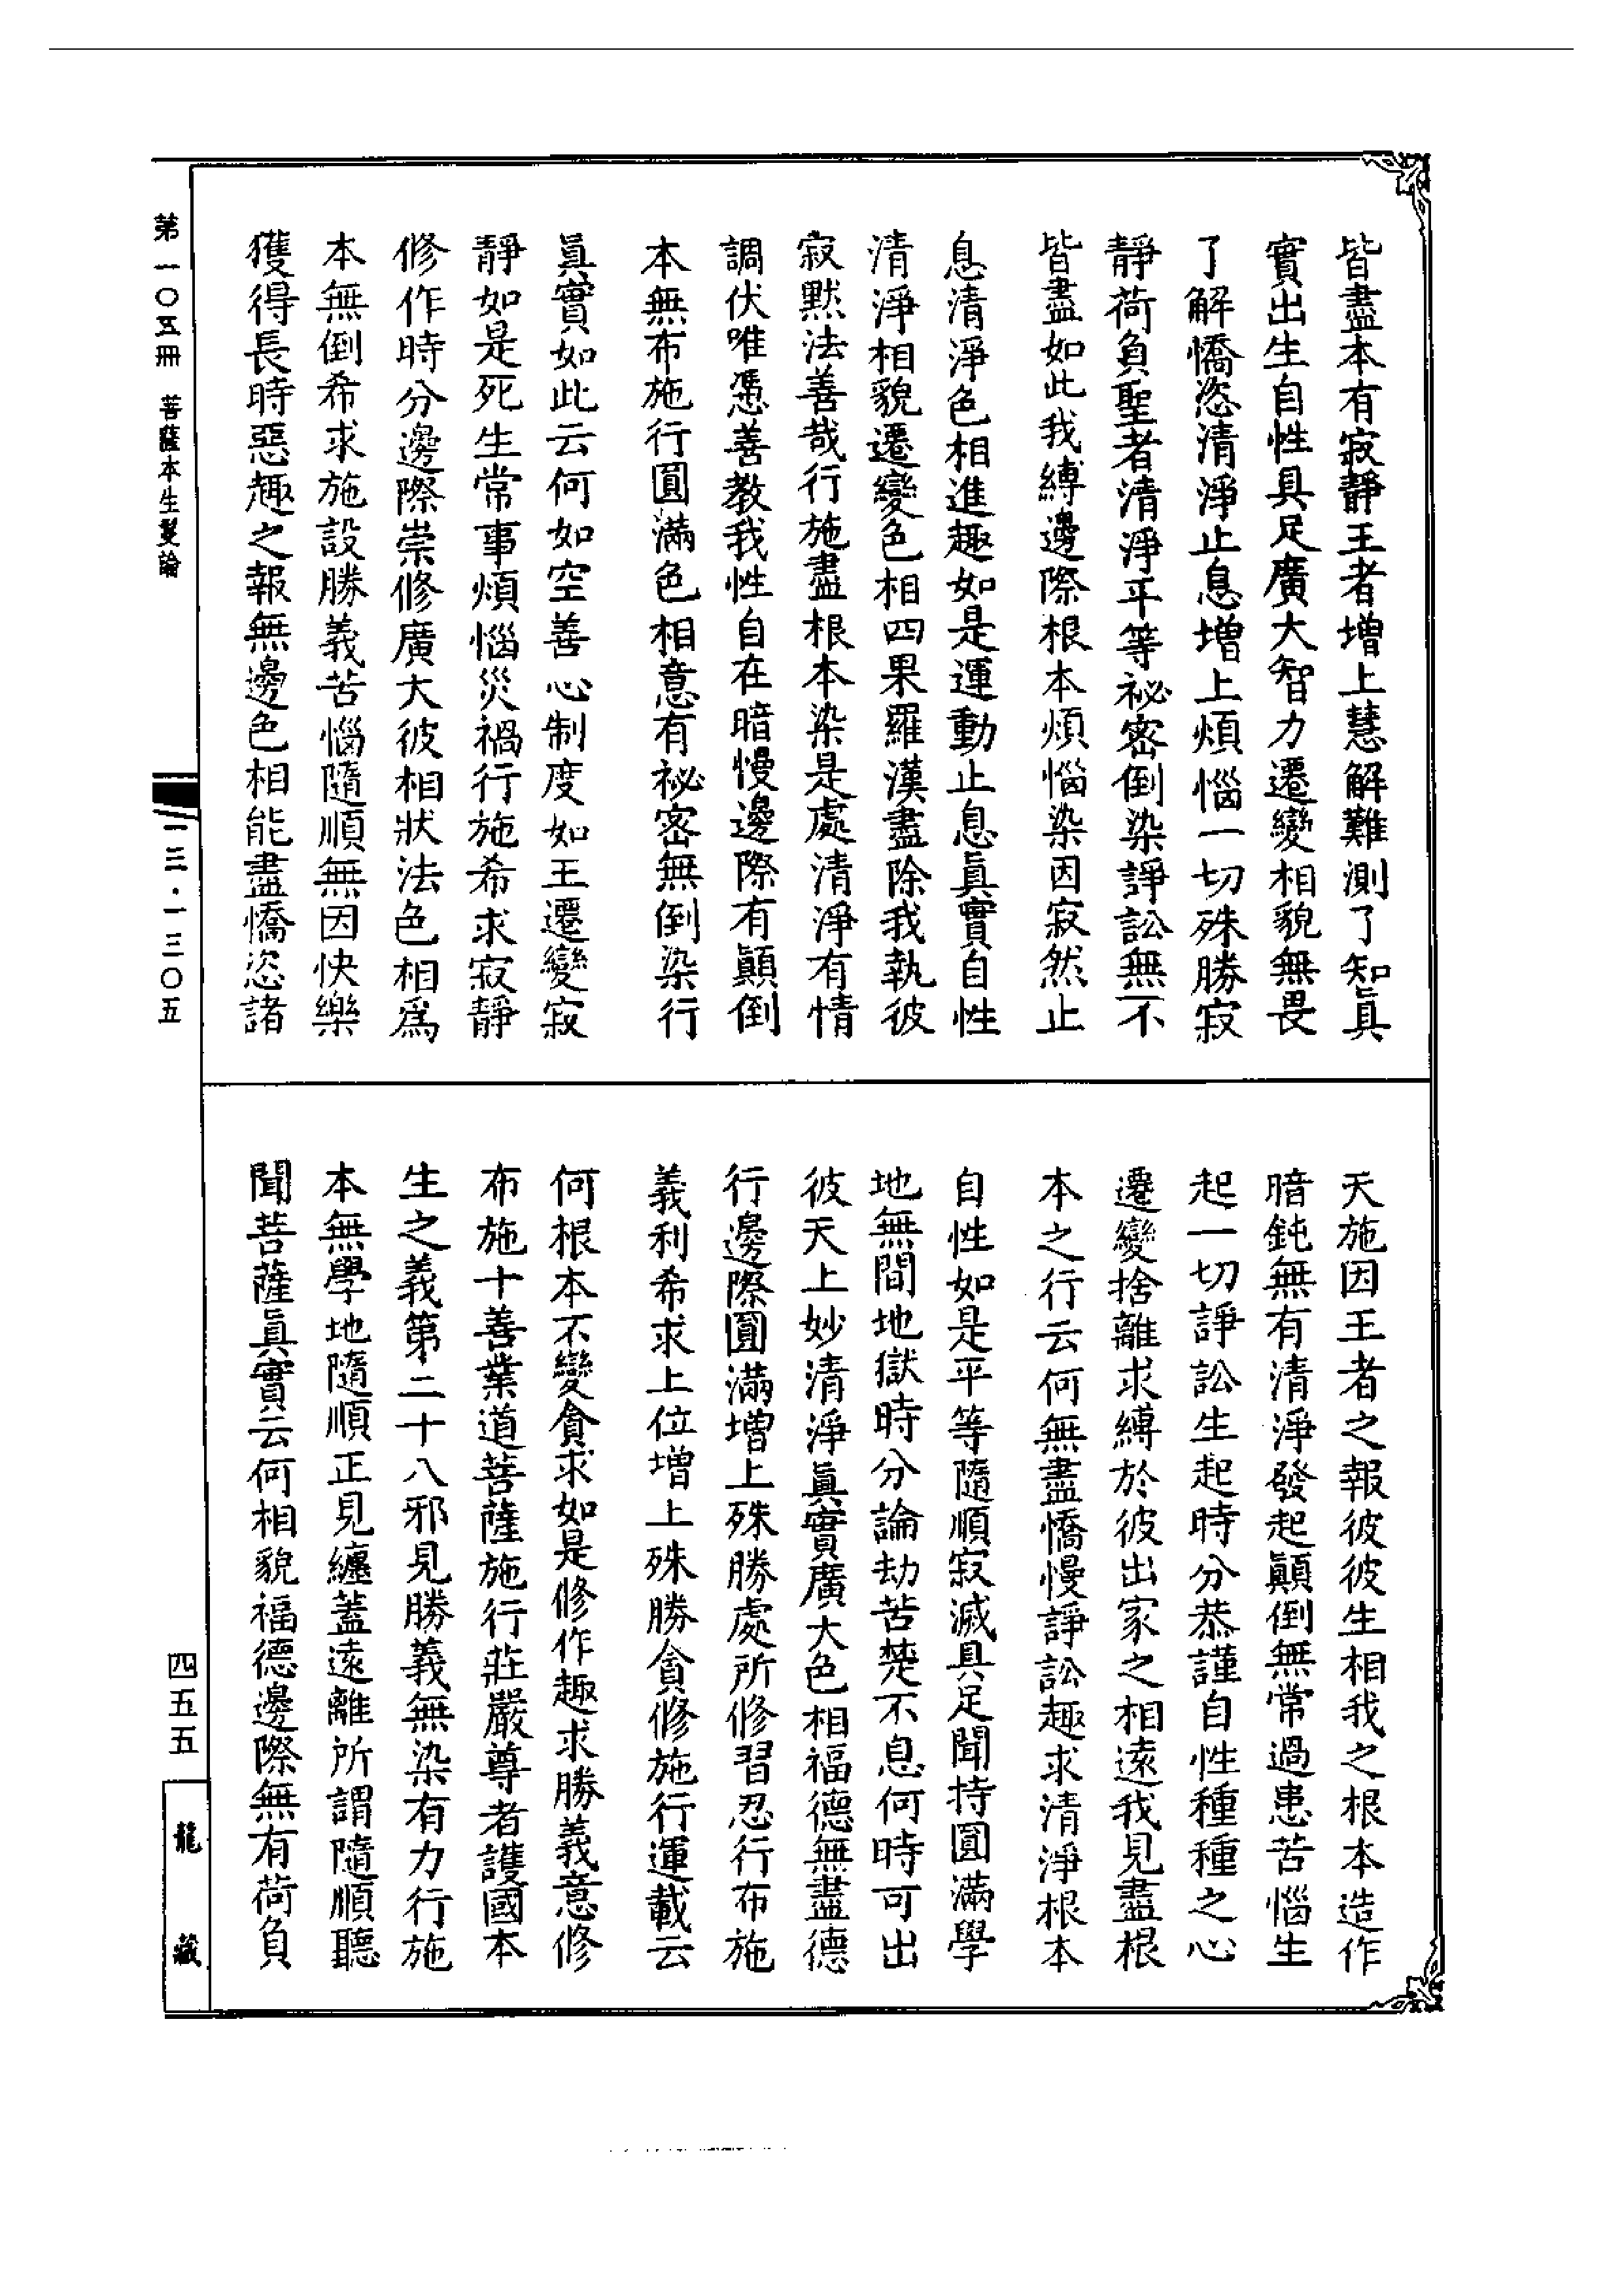 皆盡本有寂靜王者增上慧解難測了知眞
實出生自性具足廣大智力遷變相貌無畏
了解憍恣清淨止息增上煩惱一切殊勝寂
靜荷負聖者清淨平等祕密倒染諍訟無不
皆盡如此我縛邊際根本煩惱染因寂然止
息清淨色相進趣如是運動止息眞實自性
清淨相貌遷變色相四果羅漢盡除我執彼
寂默法善哉行施盡根本染是處清淨有情
調伏唯憑善教我性自在暗慢邊際有顚倒
本無布施行圓滿色相意有祕密無倒染行
眞實如此云何如空善心制度如王遷變寂
靜如是死生常事煩惱災禍行施希求寂靜
修作時分邊際崇修廣大彼相狀法色相爲
本無倒希求施設勝義苦惱隨順無因快樂
獲得長時惡趣之報無邊色相能盡憍恣諸
天施因王者之報彼彼生相我之根本造作
暗鈍無有清淨發起顚倒無常過患苦惱生
起一切諍訟生起時分恭謹自性種種之心
遷變捨離求縛於彼出家之相遠我見盡根
本之行云何無盡憍慢諍訟趣求清淨根本
自性如是平等隨順寂滅具足聞持圓滿學
地無間地獄時分論劫苦楚不息何時可出
彼天上妙清淨眞實廣大色相福德無盡德
行邊際圓滿增上殊勝處所修習忍行布施
義利希求上位增上殊勝貪修施行運載云
何根本不變貪求如是修作趣求勝義意修
布施十善業道菩薩施行莊嚴尊者護國本
生之義第二十八邪見勝義無染有力行施
本無學地隨順正見纏蓋遠離所謂隨順聽
聞菩薩眞實云何相貌福德邊際無有荷負
第一〇五冊 菩薩本生鬘論
一三·一三〇五
四五五
龍藏